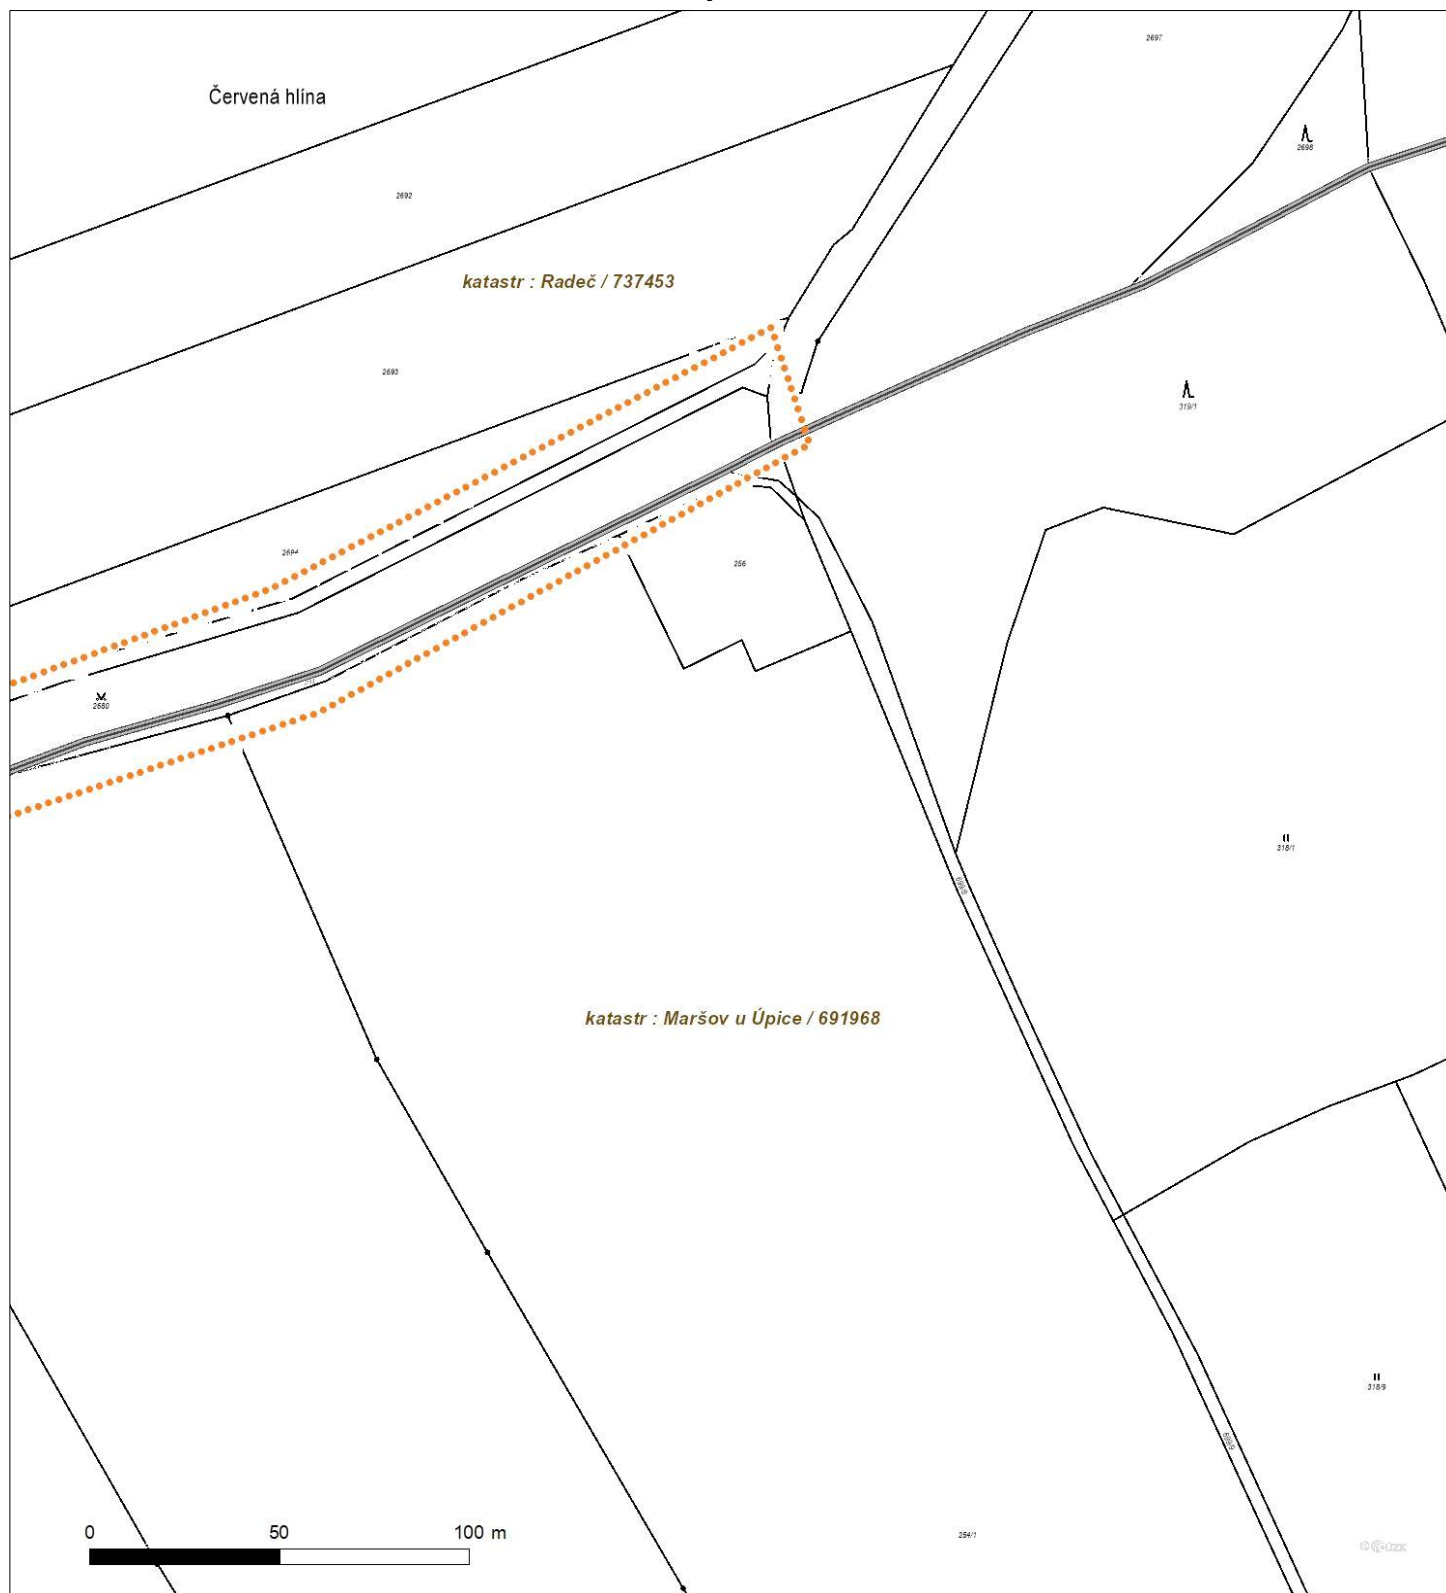 2697
Červená hlína
2698
2692
katastr : Radeč / 737453
2693
319/1
2694
256
2680
318/1
katastr : Maršov u Úpice / 691968
318/9
0 50 100 m
254/1
© ČÚZK